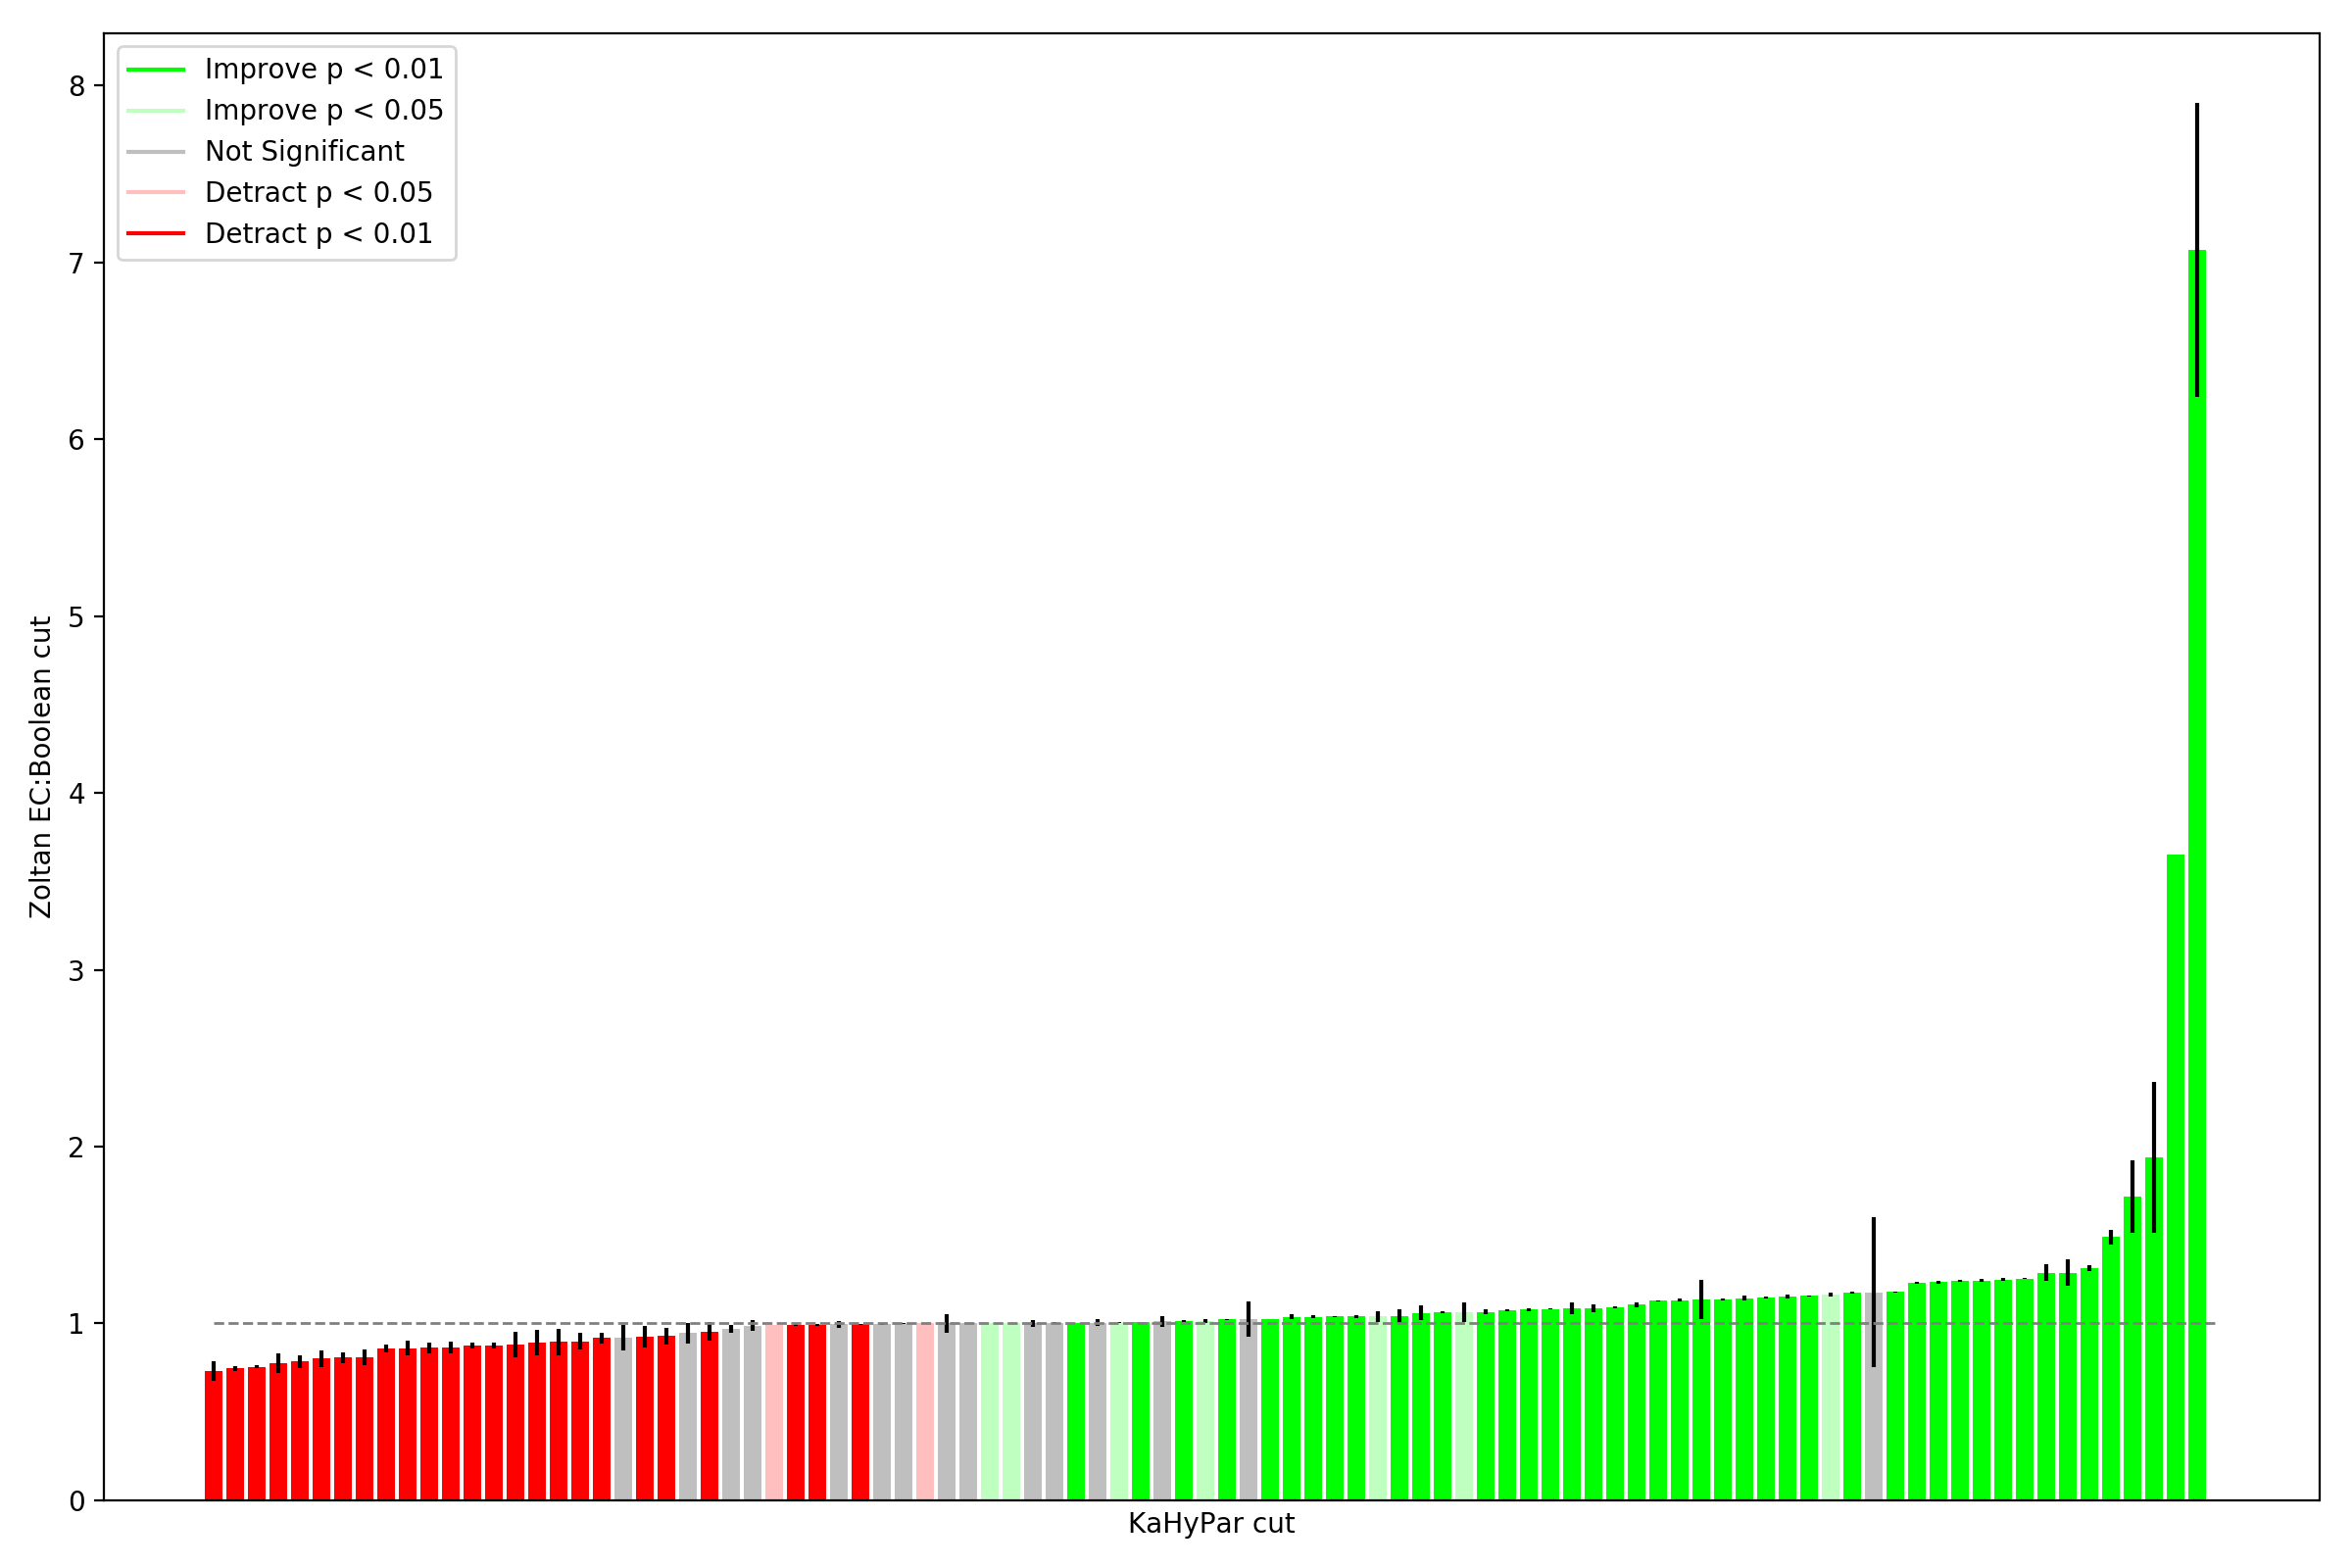 Improve p < 0.01
Improve p < 0.05
Not Significant
Detract p < 0.05
Detract p < 0.01
8
7
6
5
4
3
2
1
0
Zoltan EC:Boolean cut
KaHyPar cut